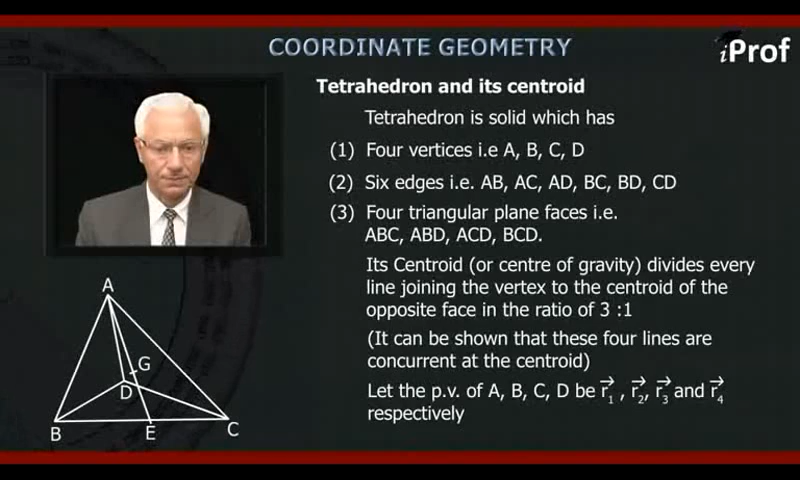 COORDINATE GEOMETRY
iProf
Tetrahedron and its centroid
Tetrahedron is solid which has
(1) Four vertices i.e A, B, C, D
(2) Six edges i.e. AB, AC, AD, BC, BD, CD
(3) Four triangular plane faces i.e.
ABC, ABD, ACD, BCD.
Its Centroid (or centre of gravity) divides every
line joining the vertex to the centroid of the
opposite face in the ratio of 3 :1
(It can be shown that these four lines are
concurrent at the centroid)
Let the p.v. of A, B, C, D be r⃗₁ , r⃗₂, r⃗₃ and r⃗₄
respectively
A
G
D
B
E
C